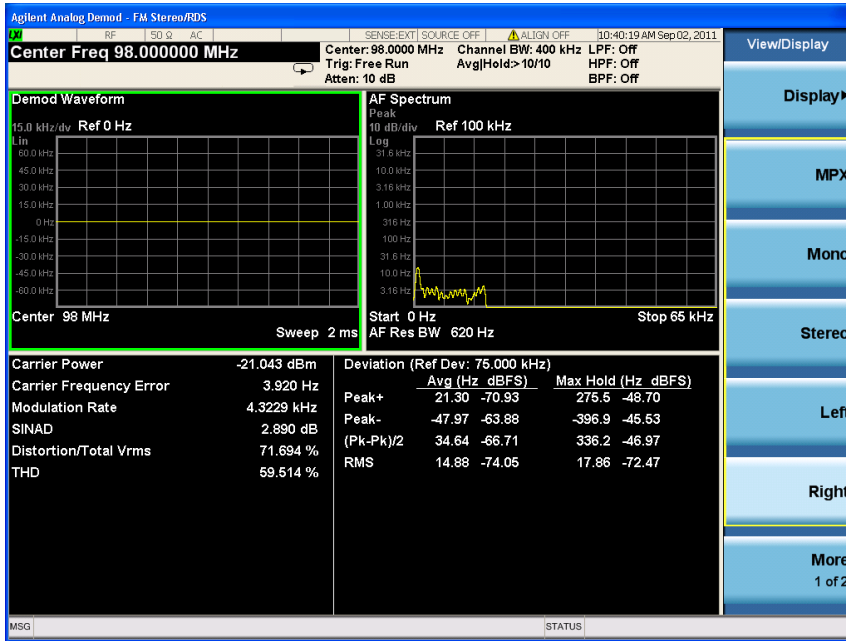 Agilent Analog Demod - FM Stereo/RDS
LXI RF 50 Ω AC SENSE:EXT SOURCE OFF ALIGN OFF 10:40:19 AM Sep 02, 2011
Center Freq 98.000000 MHz
Center: 98.0000 MHz Channel BW: 400 kHz LPF: Off
Trig: Free Run Avg|Hold:>10/10 HPF: Off
Atten: 10 dB BPF: Off
Demod Waveform
15.0 kHz/dv Ref 0 Hz
Lin
60.0 kHz
45.0 kHz
30.0 kHz
15.0 kHz
0 Hz
-15.0 kHz
-30.0 kHz
-45.0 kHz
-60.0 kHz
Center 98 MHz
Sweep 2 ms
AF Spectrum
Peak
10 dB/div Ref 100 kHz
Log
31.6 kHz
10.0 kHz
3.16 kHz
1.00 kHz
316 Hz
100 Hz
31.6 Hz
10.0 Hz
3.16 Hz
Start 0 Hz Stop 65 kHz
AF Res BW 620 Hz
Carrier Power -21.043 dBm
Carrier Frequency Error 3.920 Hz
Modulation Rate 4.3229 kHz
SINAD 2.890 dB
Distortion/Total Vrms 71.694 %
THD 59.514 %
Deviation (Ref Dev: 75.000 kHz)
Avg (Hz dBFS) Max Hold (Hz dBFS)
Peak+ 21.30 -70.93 275.5 -48.70
Peak- -47.97 -63.88 -396.9 -45.53
(Pk-Pk)/2 34.64 -66.71 336.2 -46.97
RMS 14.88 -74.05 17.86 -72.47
View/Display
Display
MPX
Mono
Stereo
Left
Right
More
1 of 2
MSG STATUS